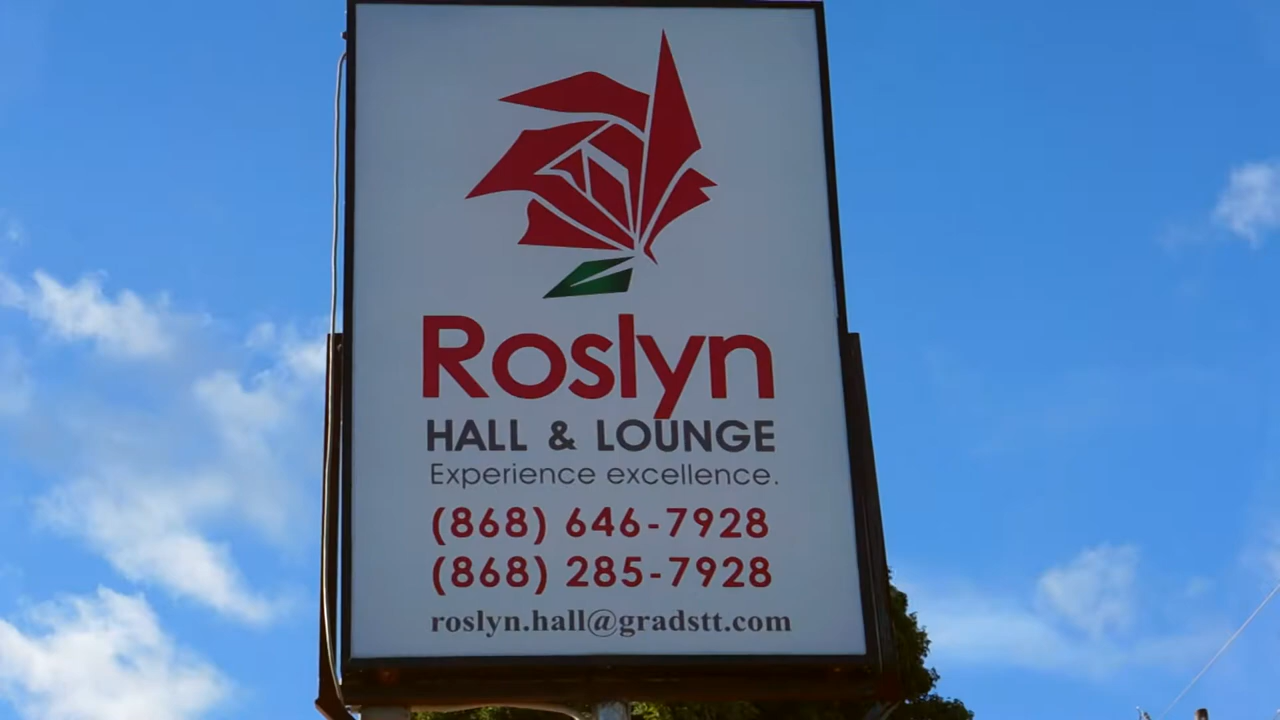 Roslyn
HALL & LOUNGE
Experience excellence.
(868) 646-7928
(868) 285-7928
roslyn.hall@gradstt.com